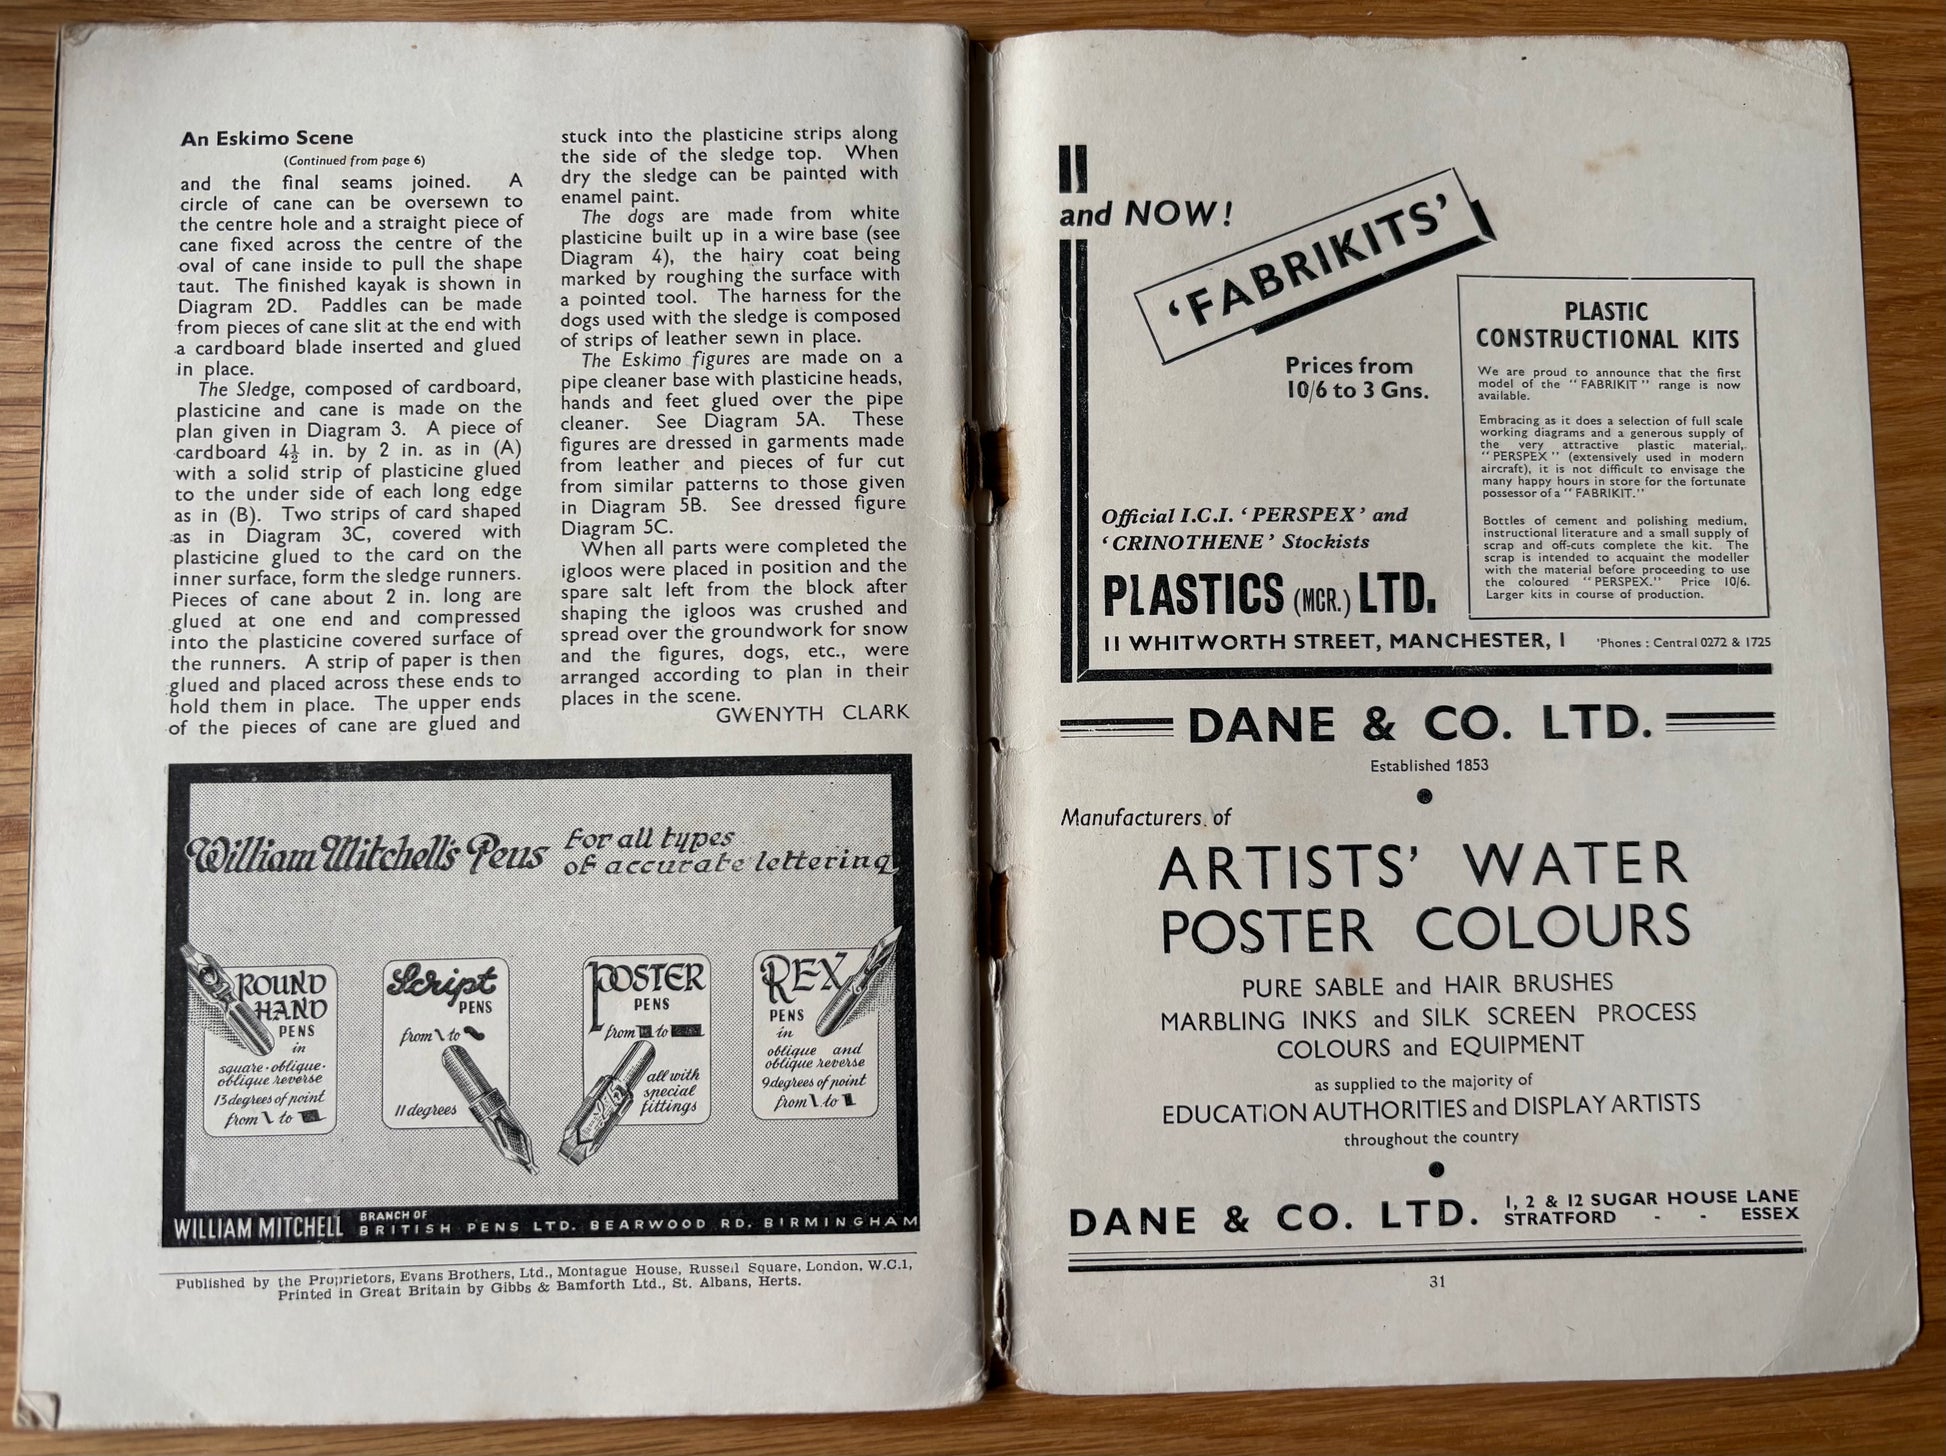 An Eskimo Scene
(Continued from page 6)
and the final seams joined. A
circle of cane can be oversewn to
the centre hole and a straight piece of
cane fixed across the centre of the
oval of cane inside to pull the shape
taut. The finished kayak is shown in
Diagram 2D. Paddles can be made
from pieces of cane slit at the end with
a cardboard blade inserted and glued
in place.
The Sledge, composed of cardboard,
plasticine and cane is made on the
plan given in Diagram 3. A piece of
cardboard 4½ in. by 2 in. as in (A)
with a solid strip of plasticine glued
to the under side of each long edge
as in (B). Two strips of card shaped
as in Diagram 3C, covered with
plasticine glued to the card on the
inner surface, form the sledge runners.
Pieces of cane about 2 in. long are
glued at one end and compressed
into the plasticine covered surface of
the runners. A strip of paper is then
glued and placed across these ends to
hold them in place. The upper ends
of the pieces of cane are glued and
stuck into the plasticine strips along
the side of the sledge top. When
dry the sledge can be painted with
enamel paint.
The dogs are made from white
plasticine built up in a wire base (see
Diagram 4), the hairy coat being
marked by roughing the surface with
a pointed tool. The harness for the
dogs used with the sledge is composed
of strips of leather sewn in place.
The Eskimo figures are made on a
pipe cleaner base with plasticine heads,
hands and feet glued over the pipe
cleaner. See Diagram 5A. These
figures are dressed in garments made
from leather and pieces of fur cut
from similar patterns to those given
in Diagram 5B. See dressed figure
Diagram 5C.
When all parts were completed the
igloos were placed in position and the
spare salt left from the block after
shaping the igloos was crushed and
spread over the groundwork for snow
and the figures, dogs, etc., were
arranged according to plan in their
places in the scene.
GWENYTH CLARK
William Mitchell's Pens
For all types
of accurate lettering
ROUND
HAND
PENS
in
square·oblique·
oblique reverse
13 degrees of point
from to
Script
PENS
from to
11 degrees
POSTER
PENS
from to
all with
special
fittings
REX
PENS
in
oblique and
oblique reverse
9 degrees of point
from to
WILLIAM MITCHELL BRANCH OF
BRITISH PENS LTD. BEARWOOD RD. BIRMINGHAM
Published by the Proprietors, Evans Brothers, Ltd., Montague House, Russell Square, London, W.C.1,
Printed in Great Britain by Gibbs & Bamforth Ltd., St. Albans, Herts.
and NOW!
'FABRIKITS'
Prices from
10/6 to 3 Gns.
PLASTIC
CONSTRUCTIONAL KITS
We are proud to announce that the first
model of the "FABRIKIT" range is now
available.
Embracing as it does a selection of full scale
working diagrams and a generous supply of
the very attractive plastic material,
"PERSPEX" (extensively used in modern
aircraft), it is not difficult to envisage the
many happy hours in store for the fortunate
possessor of a "FABRIKIT."
Bottles of cement and polishing medium,
instructional literature and a small supply of
scrap and off-cuts complete the kit. The
scrap is intended to acquaint the modeller
with the material before proceeding to use
the coloured "PERSPEX." Price 10/6.
Larger kits in course of production.
Official I.C.I. 'PERSPEX' and
'CRINOTHENE' Stockists
PLASTICS (MCR.) LTD.
11 WHITWORTH STREET, MANCHESTER, 1 'Phones : Central 0272 & 1725
DANE & CO. LTD.
Established 1853
Manufacturers of
ARTISTS' WATER
POSTER COLOURS
PURE SABLE and HAIR BRUSHES
MARBLING INKS and SILK SCREEN PROCESS
COLOURS and EQUIPMENT
as supplied to the majority of
EDUCATION AUTHORITIES and DISPLAY ARTISTS
throughout the country
DANE & CO. LTD. 1, 2 & 12 SUGAR HOUSE LANE
STRATFORD - - ESSEX
31